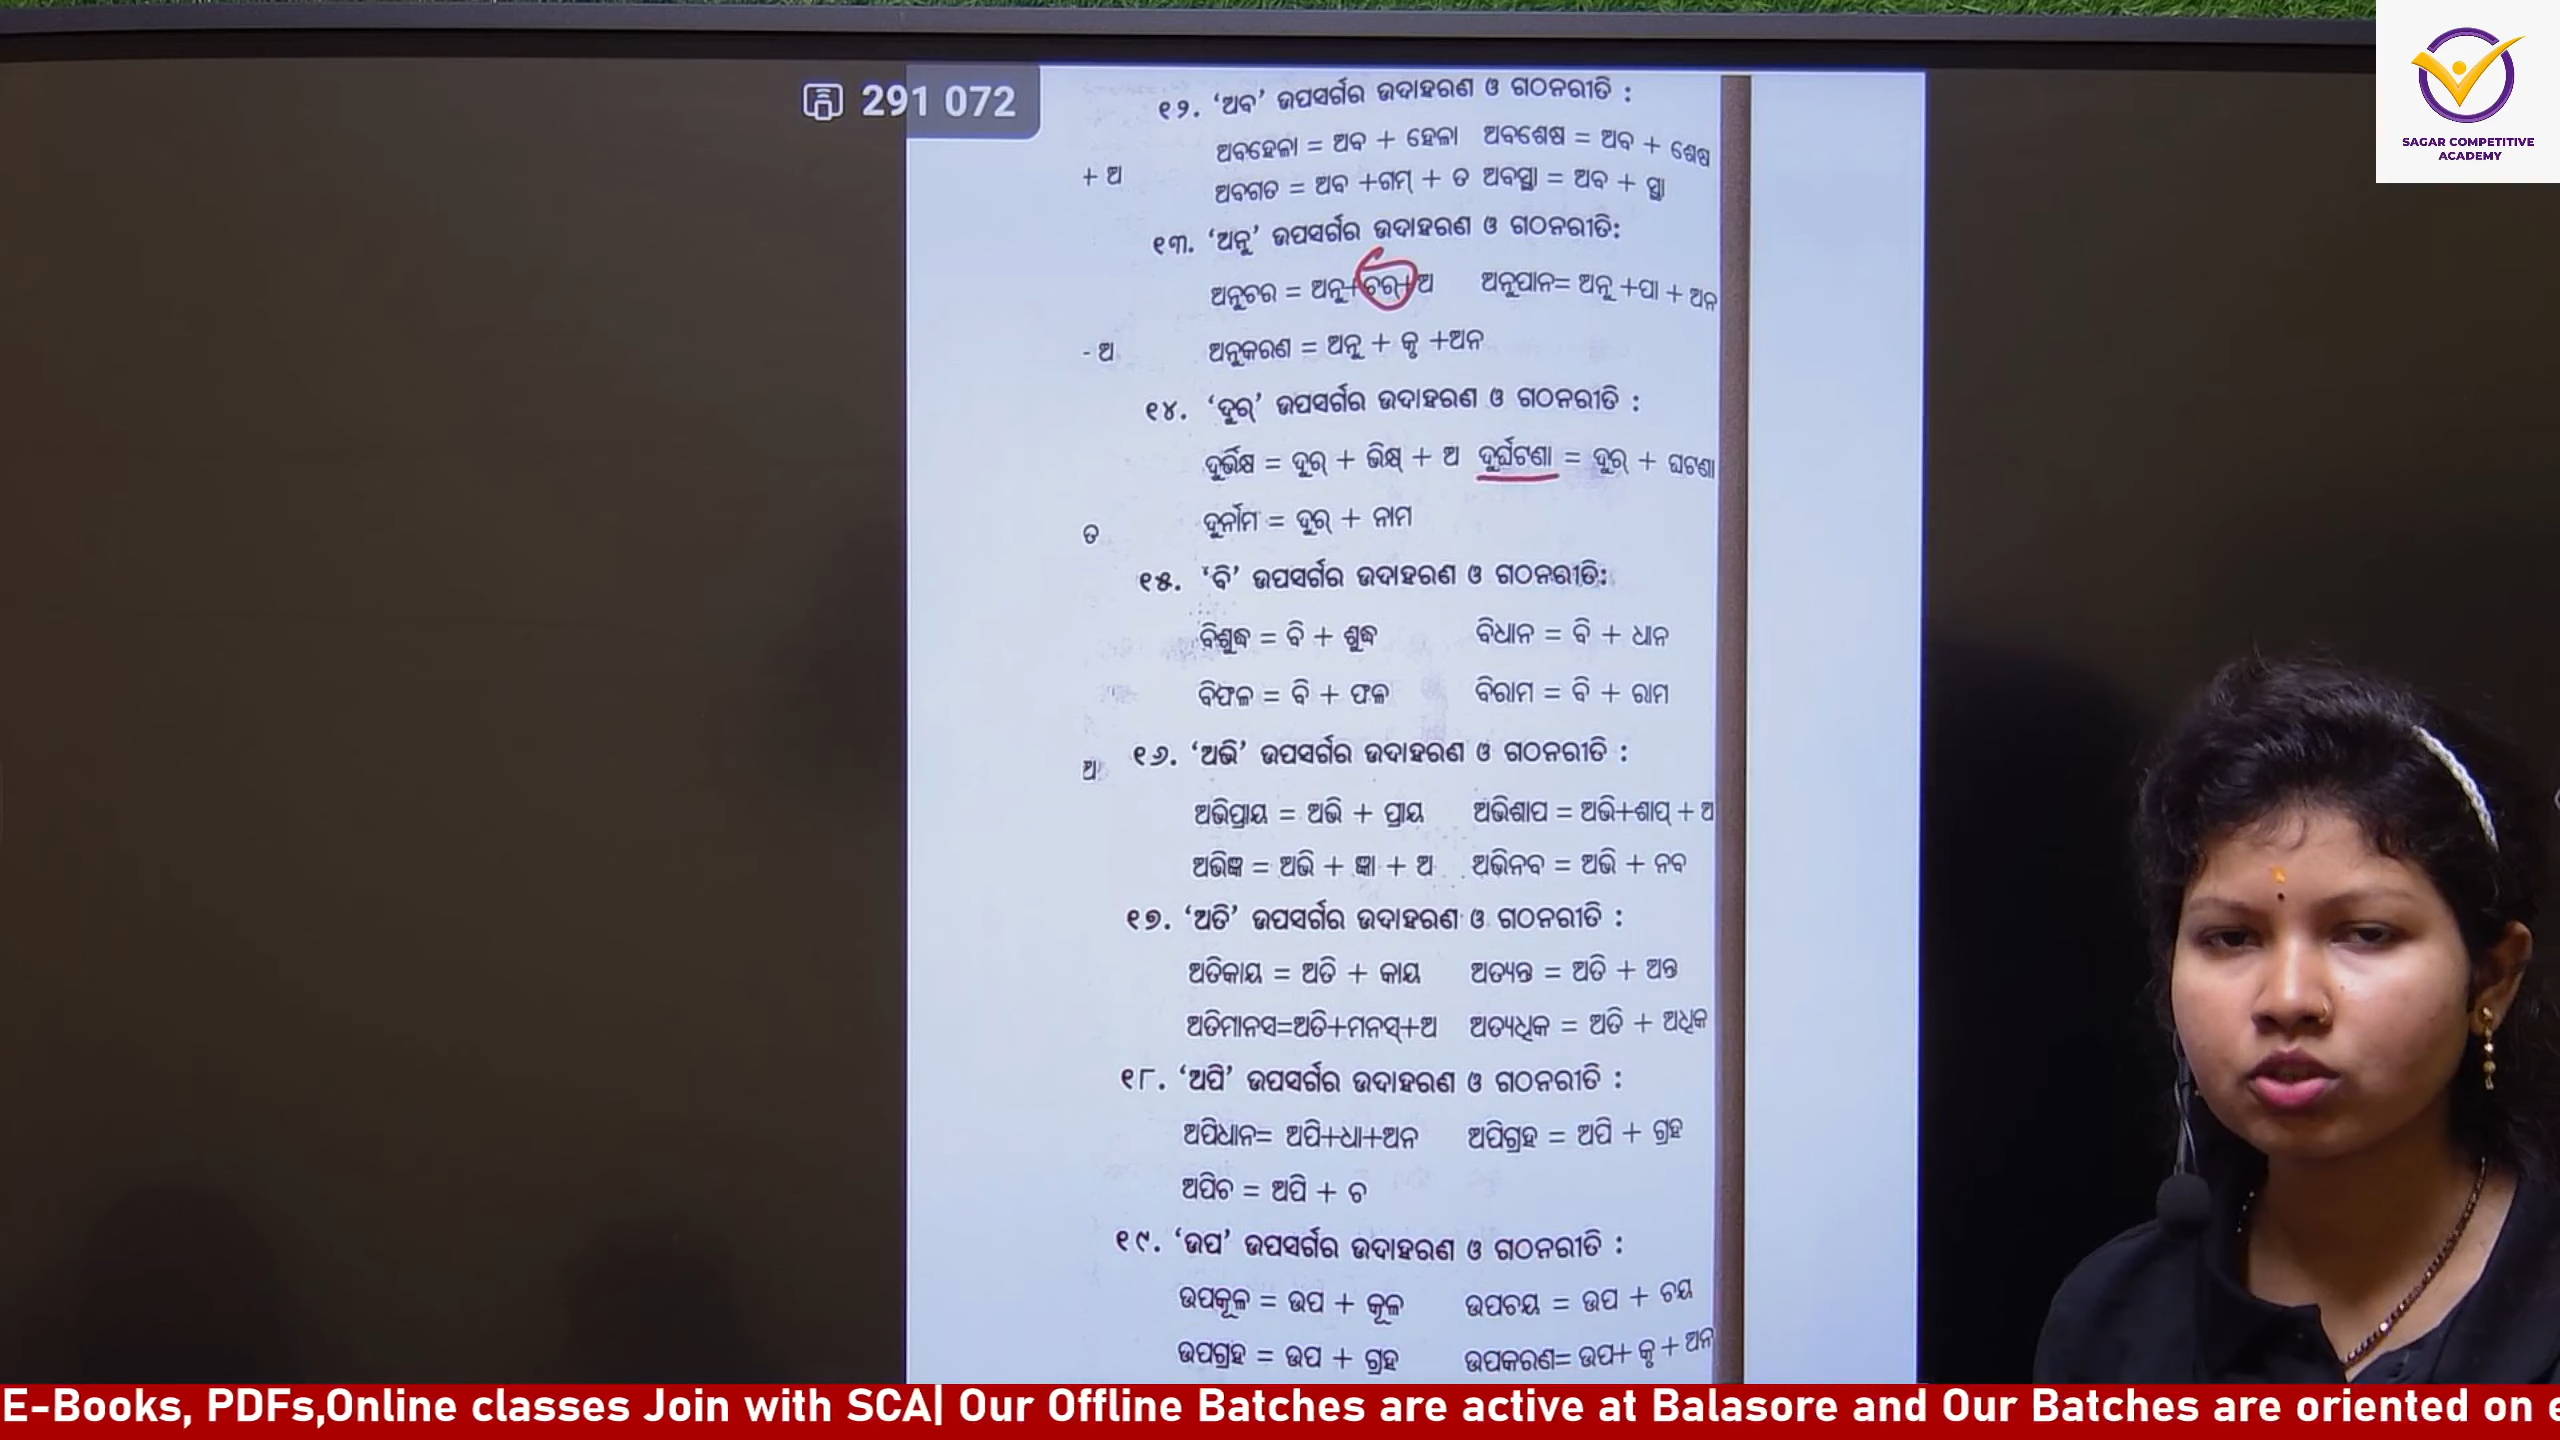 291 072
SAGAR COMPETITIVE
ACADEMY
୧୨. ‘ଅବ’ ଉପସର୍ଗର ଉଦାହରଣ ଓ ଗଠନରୀତି :
ଅବହେଳା = ଅବ + ହେଳା ଅବଶେଷ = ଅବ + ଶେଷ
+ ଅ
ଅବଗତ = ଅବ +ଗମ୍ + ତ ଅବସ୍ଥା = ଅବ + ସ୍ଥା
୧୩. ‘ଅନୁ’ ଉପସର୍ଗର ଉଦାହରଣ ଓ ଗଠନରୀତି:
ଅନୁଚର = ଅନୁ+ଚର୍+ଅ ଅନୁପାନ= ଅନୁ +ପା + ଅନ
- ଅ
ଅନୁକରଣ = ଅନୁ + କୃ +ଅନ
୧୪. ‘ଦୁର୍’ ଉପସର୍ଗର ଉଦାହରଣ ଓ ଗଠନରୀତି :
ଦୁର୍ଭିକ୍ଷ = ଦୁର୍ + ଭିକ୍ଷ୍ + ଅ ଦୁର୍ଘଟଣା = ଦୁର୍ + ଘଟଣା
ତ
ଦୁର୍ନାମ = ଦୁର୍ + ନାମ
୧୫. ‘ବି’ ଉପସର୍ଗର ଉଦାହରଣ ଓ ଗଠନରୀତି:
ବିଶୁଦ୍ଧ = ବି + ଶୁଦ୍ଧ ବିଧାନ = ବି + ଧାନ
ବିଫଳ = ବି + ଫଳ ବିରାମ = ବି + ରାମ
ଅ
୧୬. ‘ଅଭି’ ଉପସର୍ଗର ଉଦାହରଣ ଓ ଗଠନରୀତି :
ଅଭିପ୍ରାୟ = ଅଭି + ପ୍ରାୟ ଅଭିଶାପ = ଅଭି+ଶାପ୍ + ଅ
ଅଭିଜ୍ଞ = ଅଭି + ଜ୍ଞା + ଅ ଅଭିନବ = ଅଭି + ନବ
୧୭. ‘ଅତି’ ଉପସର୍ଗର ଉଦାହରଣ ଓ ଗଠନରୀତି :
ଅତିକାୟ = ଅତି + କାୟ ଅତ୍ୟନ୍ତ = ଅତି + ଅନ୍ତ
ଅତିମାନସ=ଅତି+ମନସ୍+ଅ ଅତ୍ୟଧିକ = ଅତି + ଅଧିକ
୧୮. ‘ଅପି’ ଉପସର୍ଗର ଉଦାହରଣ ଓ ଗଠନରୀତି :
ଅପିଧାନ= ଅପି+ଧା+ଅନ ଅପିଗ୍ରହ = ଅପି + ଗ୍ରହ
ଅପିଚ = ଅପି + ଚ
୧୯. ‘ଉପ’ ଉପସର୍ଗର ଉଦାହରଣ ଓ ଗଠନରୀତି :
ଉପକୂଳ = ଉପ + କୂଳ ଉପଚୟ = ଉପ + ଚୟ
ଉପଗ୍ରହ = ଉପ + ଗ୍ରହ ଉପକରଣ= ଉପ+ କୃ + ଅନ
E-Books, PDFs,Online classes Join with SCA| Our Offline Batches are active at Balasore and Our Batches are oriented on e